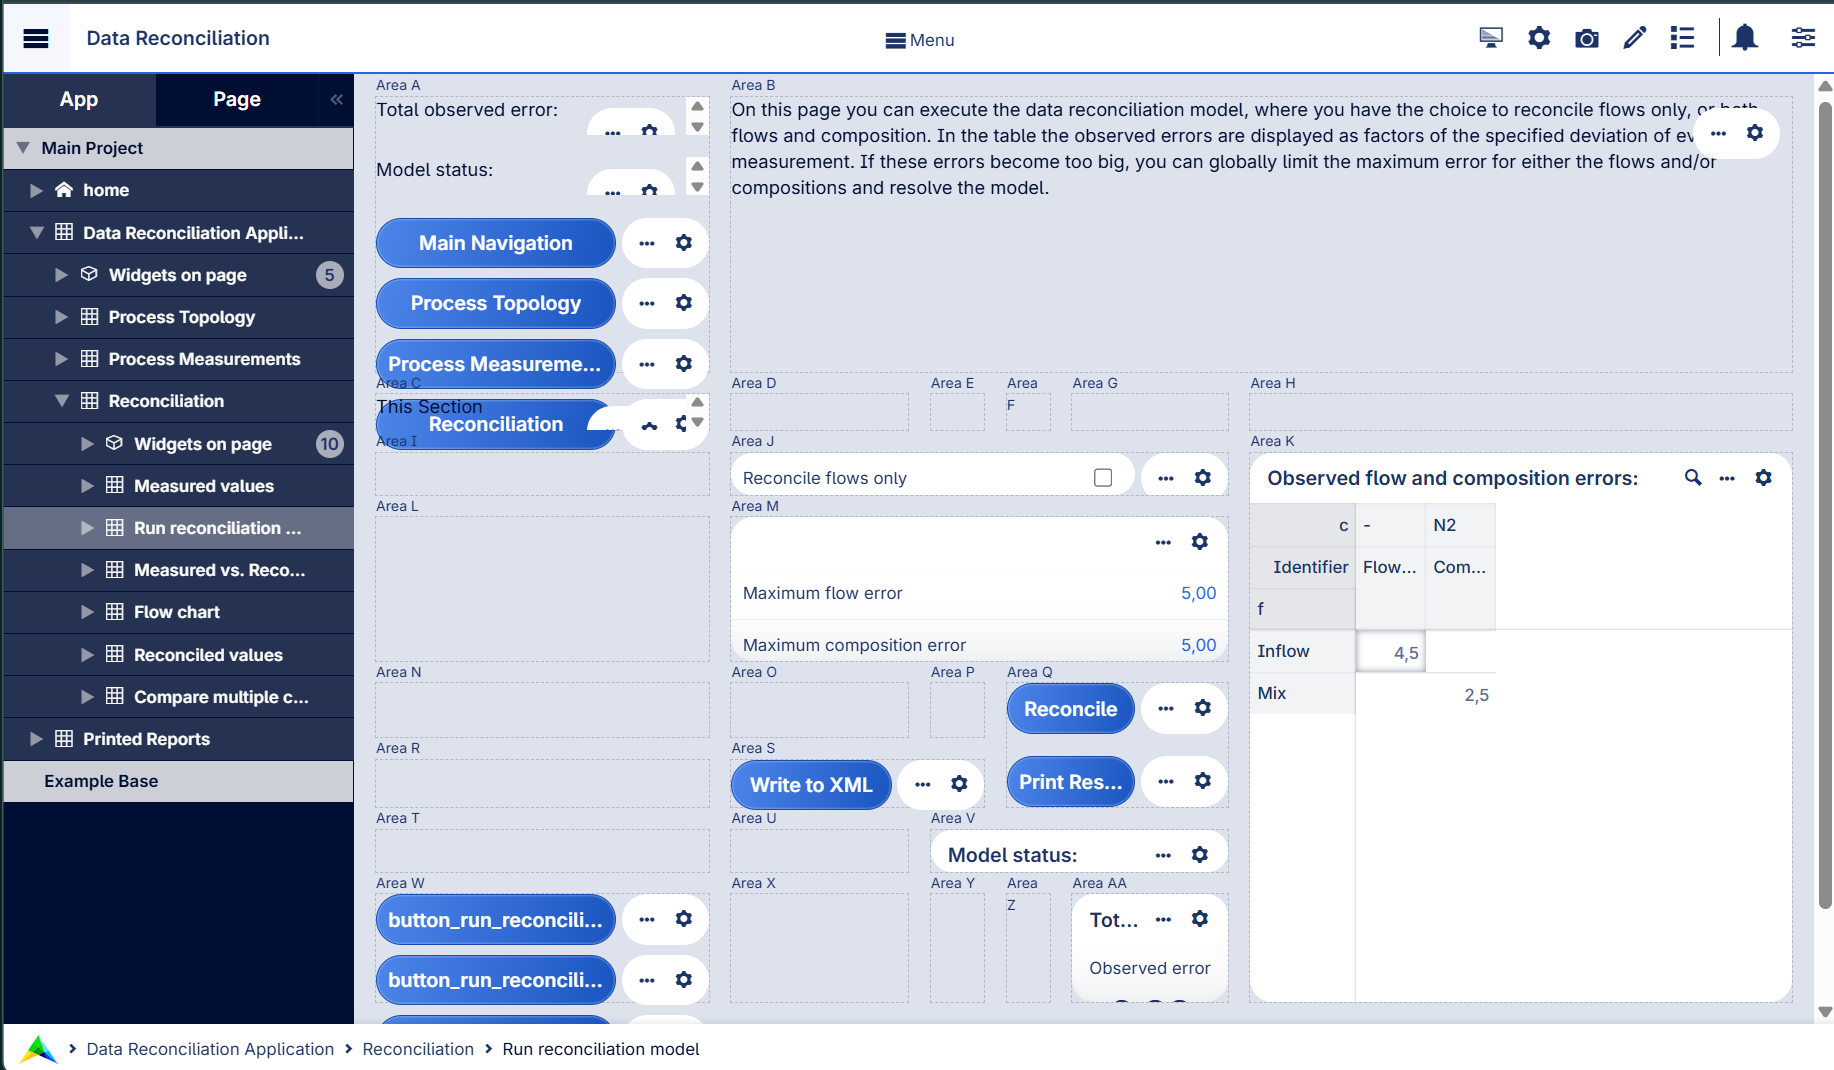 Data Reconciliation
Menu
App
Page
Main Project
home
Data Reconciliation Appli...
Widgets on page
5
Process Topology
Process Measurements
Reconciliation
Widgets on page
10
Measured values
Run reconciliation ...
Measured vs. Reco...
Flow chart
Reconciled values
Compare multiple c...
Printed Reports
Example Base
Area A
Total observed error:
Model status:
Main Navigation
Process Topology
Process Measureme...
Area C
This Section
Reconciliation
Area I
Area L
Area N
Area R
Area T
Area W
button_run_reconcili...
button_run_reconcili...
Area B
On this page you can execute the data reconciliation model, where you have the choice to reconcile flows only, or both
flows and composition. In the table the observed errors are displayed as factors of the specified deviation of ev
measurement. If these errors become too big, you can globally limit the maximum error for either the flows and/or
compositions and resolve the model.
Area D
Area E
Area F
Area G
Area H
Area J
Reconcile flows only
Area M
Maximum flow error
5,00
Maximum composition error
5,00
Area O
Area P
Area Q
Reconcile
Print Res...
Area S
Write to XML
Area U
Area V
Model status:
Area X
Area Y
Area Z
Area AA
Tot...
Observed error
Area K
Observed flow and composition errors:
c - N2
Identifier Flow... Com...
f
Inflow 4,5
Mix 2,5
Data Reconciliation Application > Reconciliation > Run reconciliation model